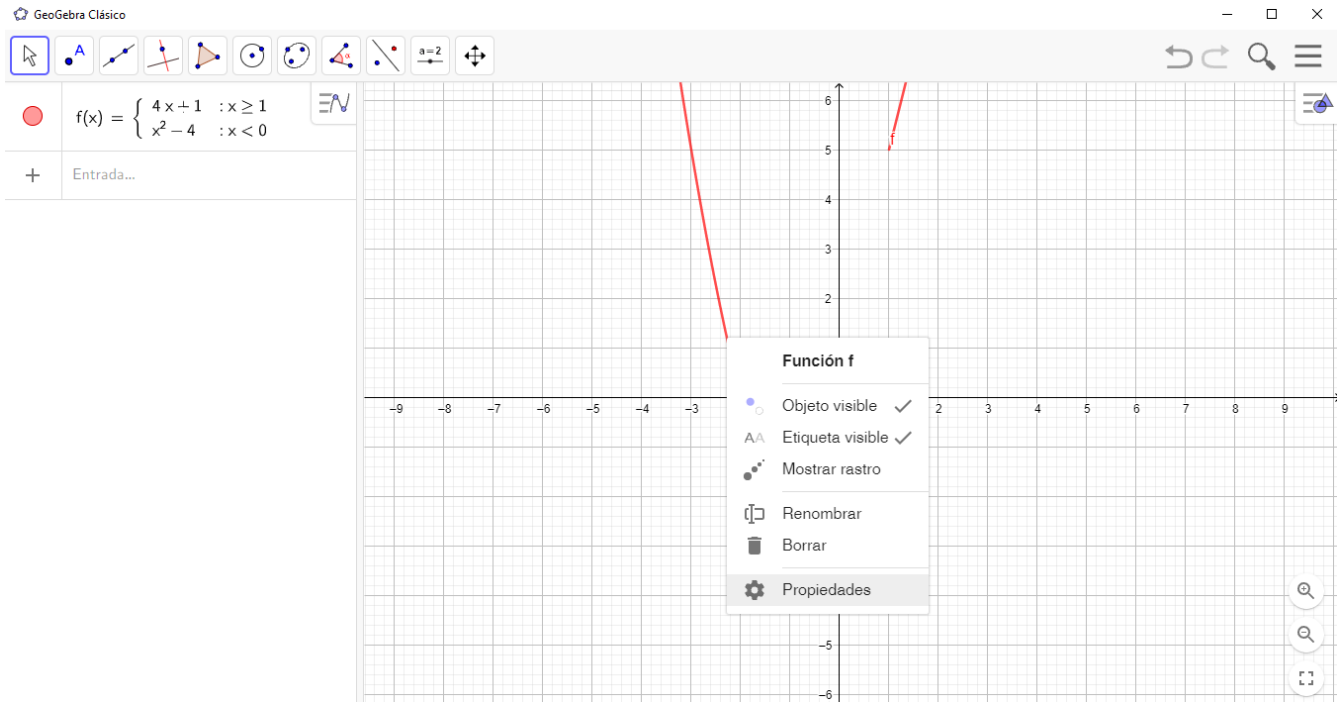 GeoGebra Clásico
A
α
a=2
f(x) = { 4x+1 : x ≥ 1
x² – 4 : x < 0
+ Entrada...
6
f
5
4
3
2
–9 –8 –7 –6 –5 –4 –3 2 3 4 5 6 7 8 9
Función f
Objeto visible
AA Etiqueta visible
Mostrar rastro
Renombrar
Borrar
Propiedades
–5
–6